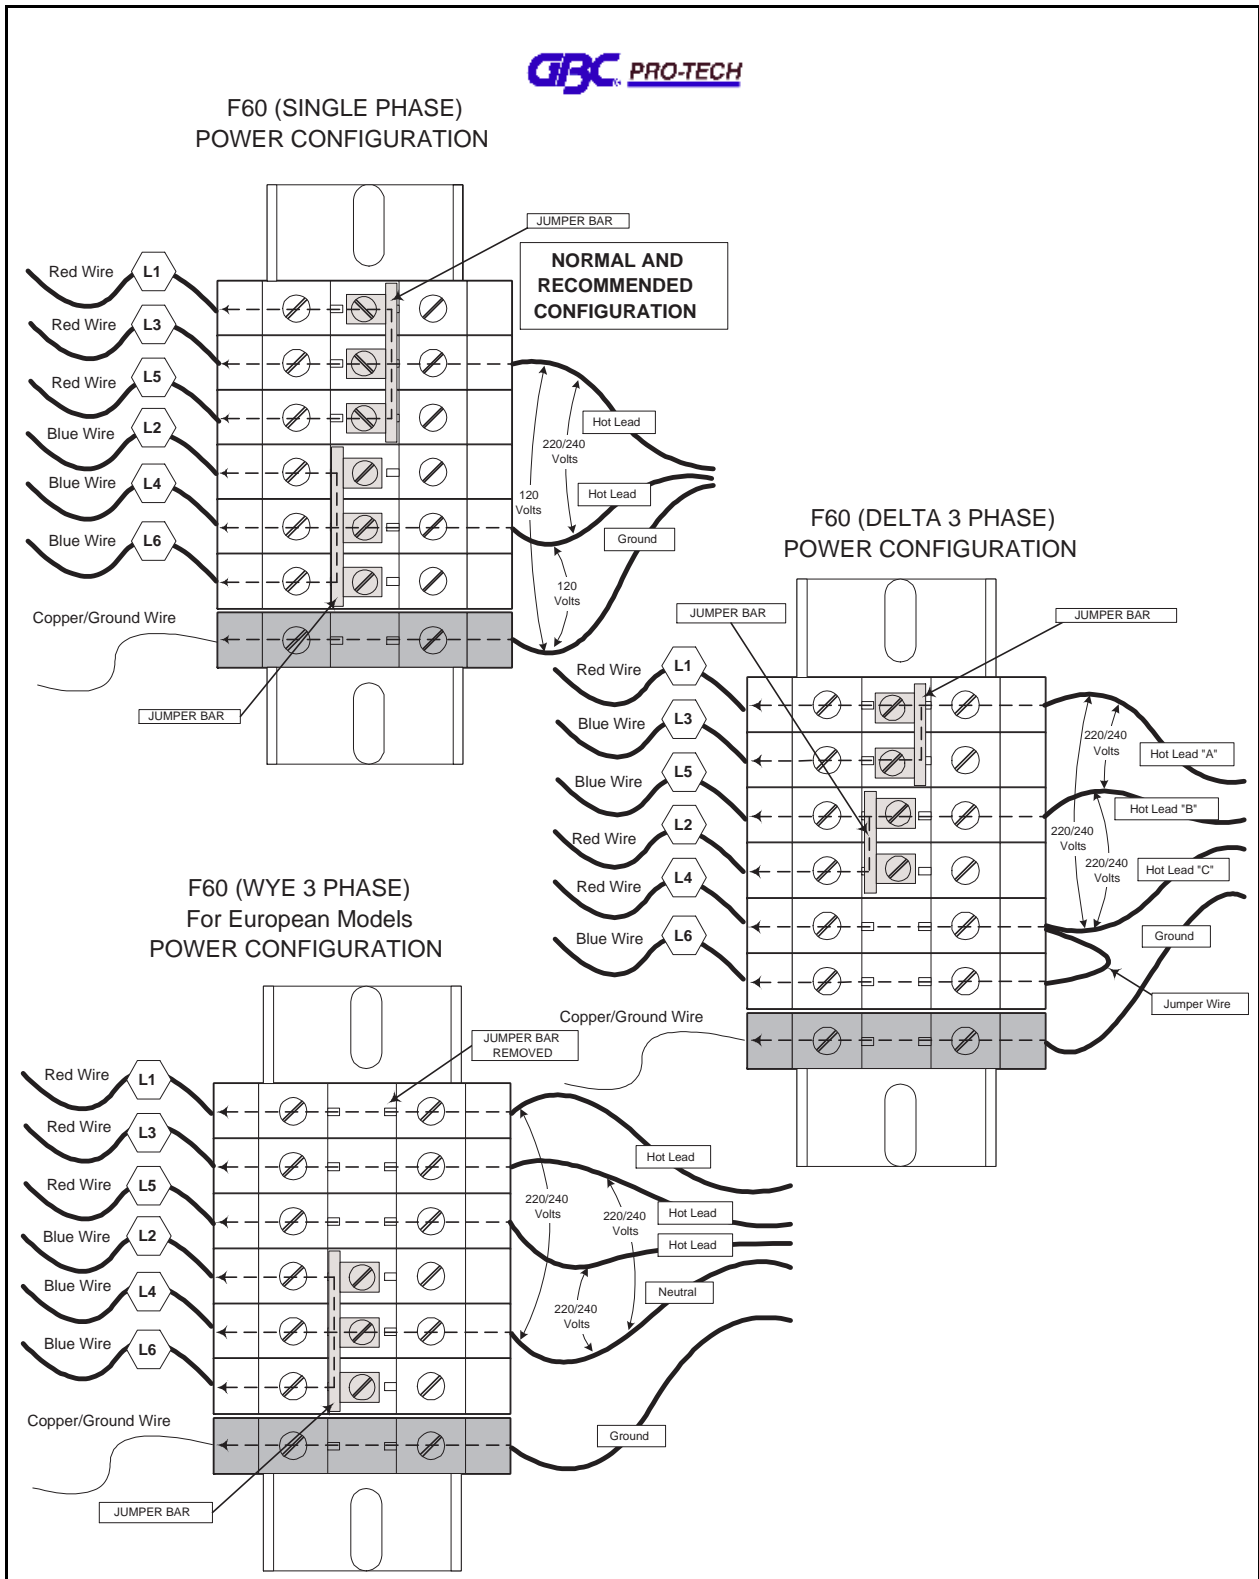 GBC® PRO-TECH
F60 (SINGLE PHASE)
POWER CONFIGURATION
JUMPER BAR
NORMAL AND
RECOMMENDED
CONFIGURATION
Red Wire L1
Red Wire L3
Red Wire L5
Blue Wire L2
Blue Wire L4
Blue Wire L6
Copper/Ground Wire
JUMPER BAR
Hot Lead
220/240
Volts
Hot Lead
120
Volts
Ground
120
Volts
F60 (DELTA 3 PHASE)
POWER CONFIGURATION
JUMPER BAR
JUMPER BAR
Red Wire L1
Blue Wire L3
Blue Wire L5
Red Wire L2
Red Wire L4
Blue Wire L6
Copper/Ground Wire
220/240
Volts
Hot Lead "A"
Hot Lead "B"
220/240
Volts
220/240
Volts
Hot Lead "C"
Ground
Jumper Wire
F60 (WYE 3 PHASE)
For European Models
POWER CONFIGURATION
JUMPER BAR
REMOVED
Red Wire L1
Red Wire L3
Red Wire L5
Blue Wire L2
Blue Wire L4
Blue Wire L6
Copper/Ground Wire
JUMPER BAR
Hot Lead
220/240
Volts
220/240
Volts
Hot Lead
Hot Lead
Neutral
220/240
Volts
Ground